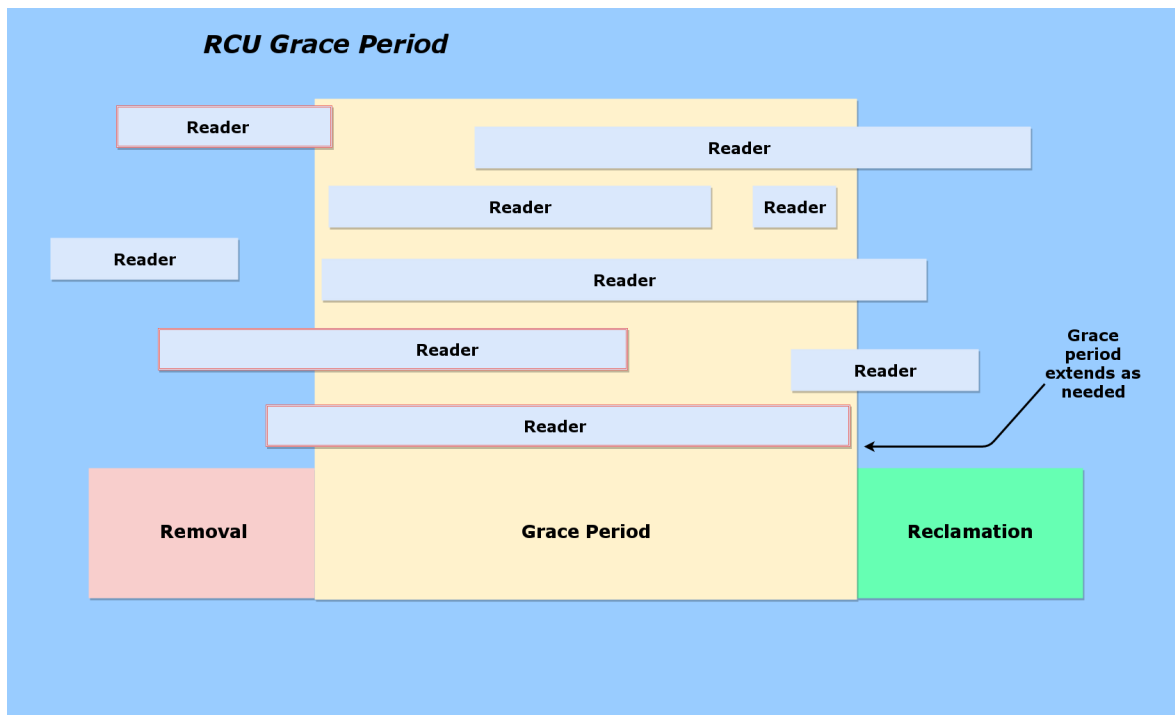 RCU Grace Period
Reader
Reader
Reader
Reader
Reader
Reader
Reader
Reader
Reader
Grace
period
extends as
needed
Removal
Grace Period
Reclamation